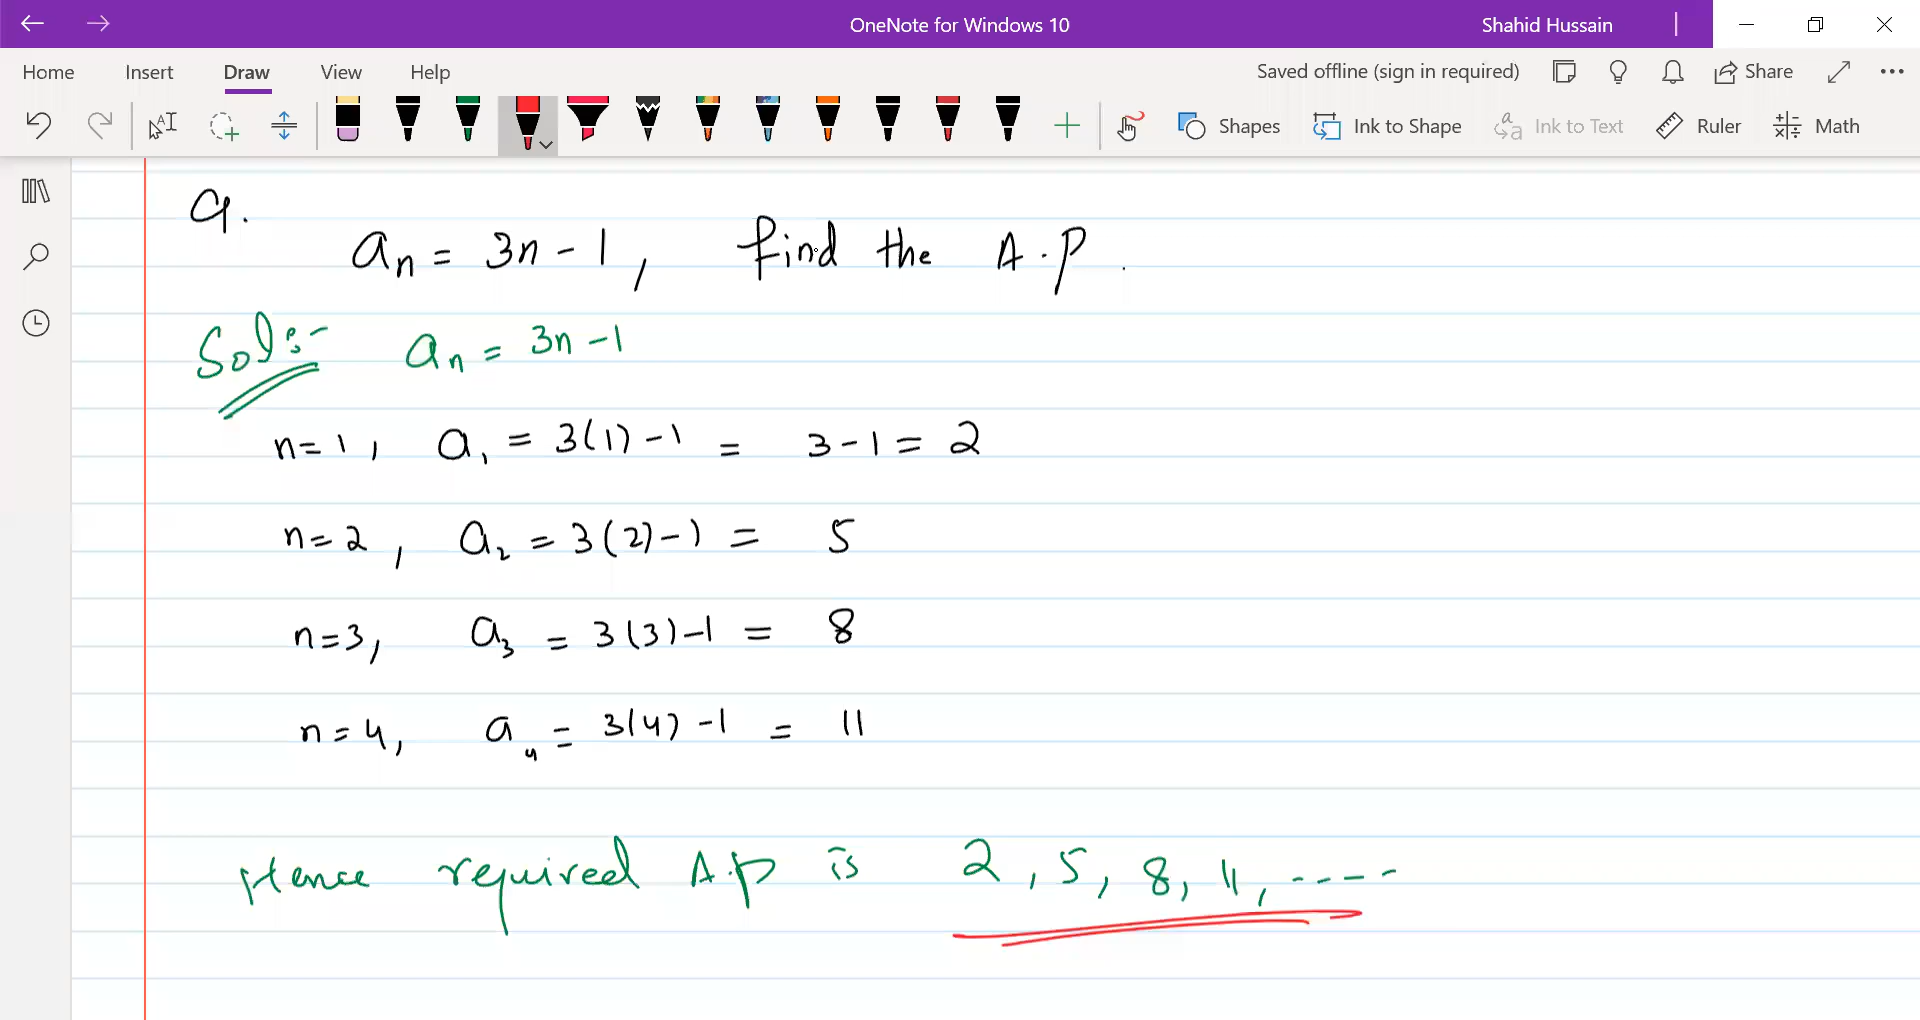 OneNote for Windows 10
Shahid Hussain
Home Insert Draw View Help
Saved offline (sign in required) Share
Shapes Ink to Shape Ink to Text Ruler Math
Q.
aₙ = 3n - 1, find the A.P.
Sol:- aₙ = 3n - 1
n=1, a₁ = 3(1)-1 = 3-1 = 2
n=2, a₂ = 3(2)-1 = 5
n=3, a₃ = 3(3)-1 = 8
n=4, a₄ = 3(4)-1 = 11
Hence required A.P is 2, 5, 8, 11, -----